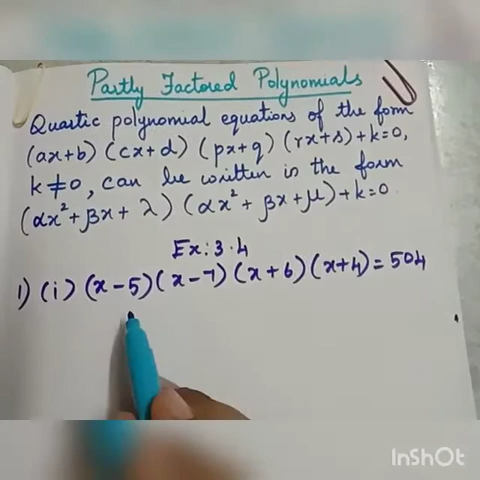 Partly Factored Polynomials
Quartic polynomial equations of the form
(ax+b) (cx+d) (px+q) (rx+s)+k=0,
k≠0, can be written in the form
(αx²+βx+λ) (αx²+βx+μ)+k=0
Ex: 3.4
1) (i) (x-5)(x-7)(x+6)(x+4)=504
InShOt